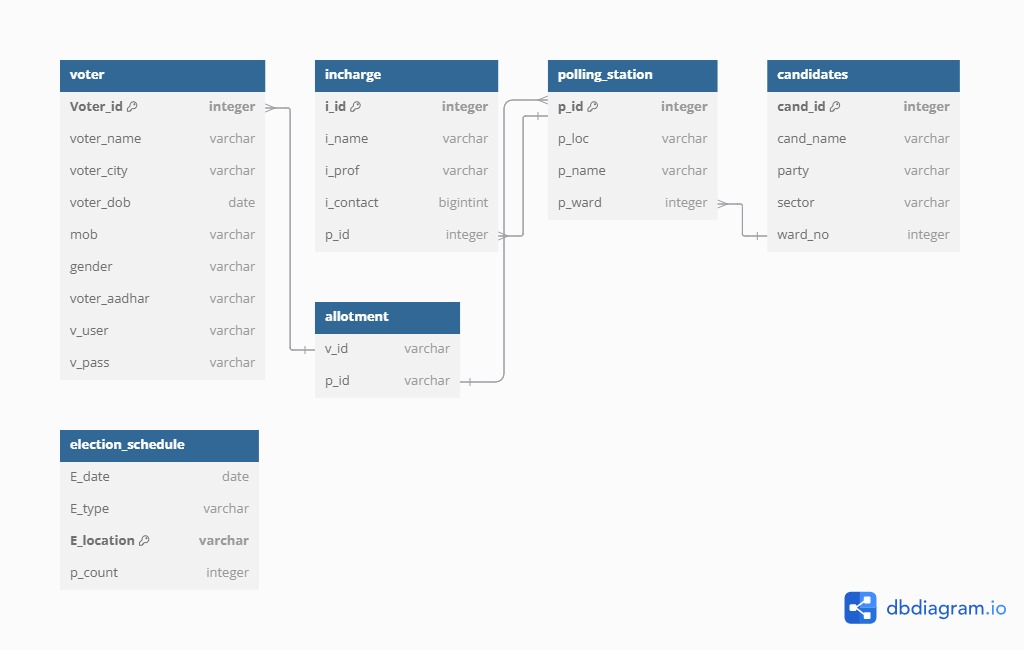 voter
Voter_id integer
voter_name varchar
voter_city varchar
voter_dob date
mob varchar
gender varchar
voter_aadhar varchar
v_user varchar
v_pass varchar
incharge
i_id integer
i_name varchar
i_prof varchar
i_contact bigintint
p_id integer
polling_station
p_id integer
p_loc varchar
p_name varchar
p_ward integer
candidates
cand_id integer
cand_name varchar
party varchar
sector varchar
ward_no integer
allotment
v_id varchar
p_id varchar
election_schedule
E_date date
E_type varchar
E_location varchar
p_count integer
dbdiagram.io